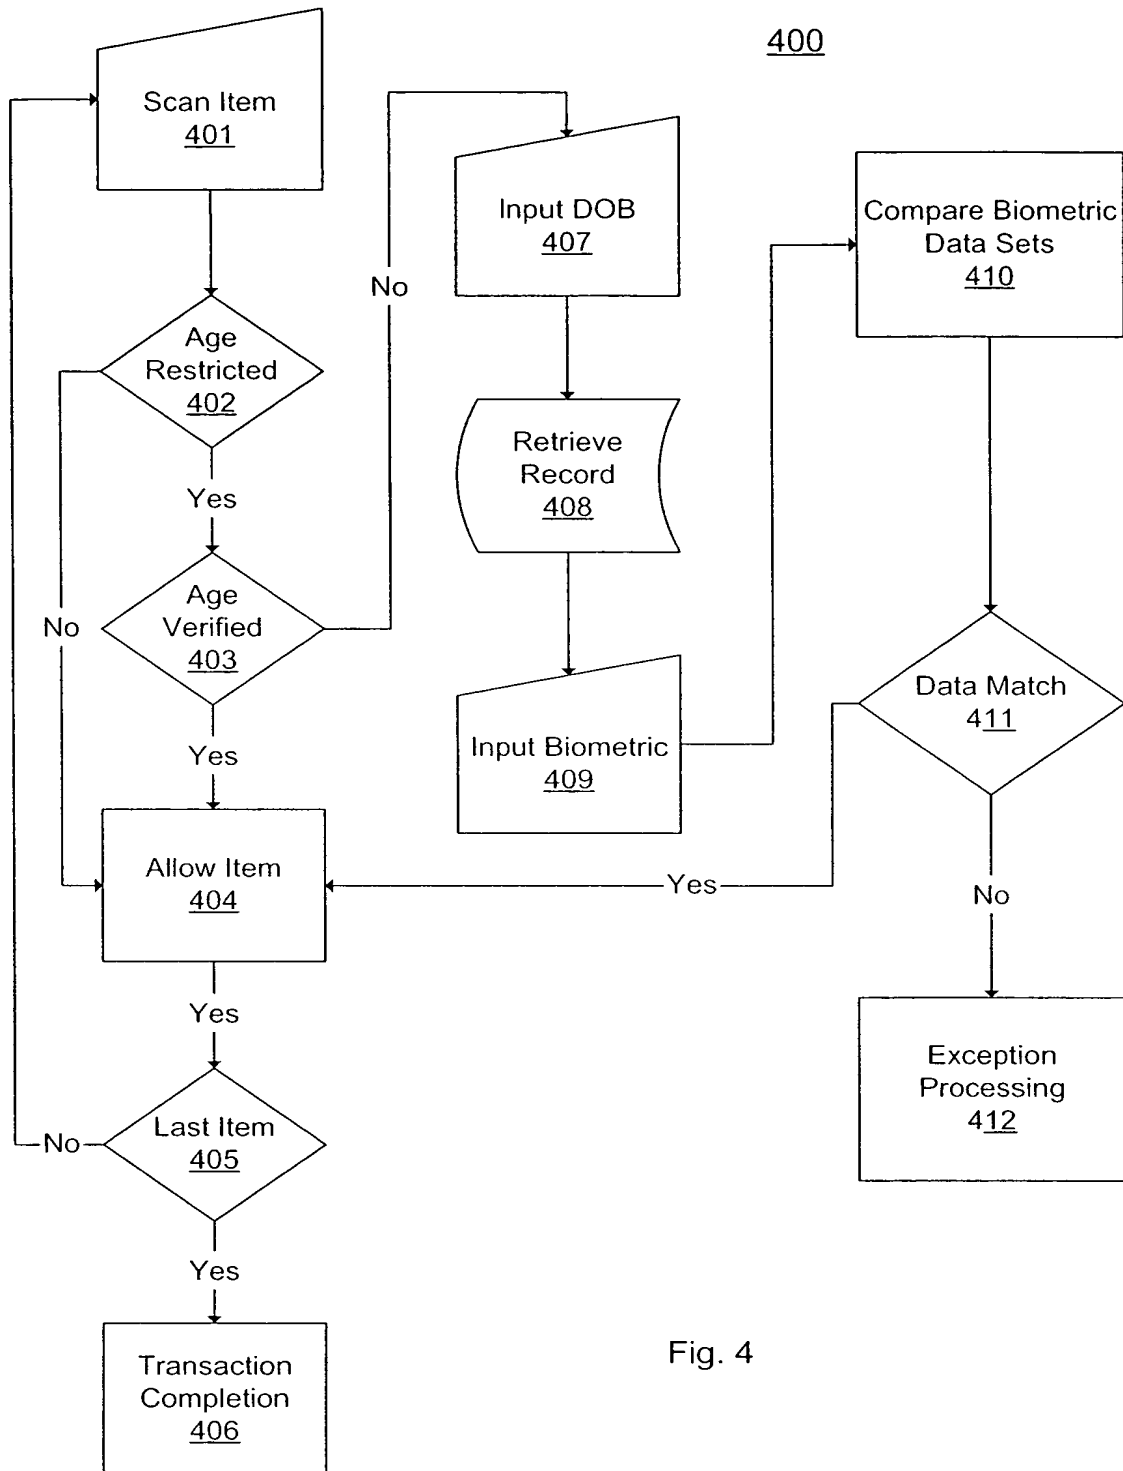 400
Scan Item
401
Age
Restricted
402
Yes
No
Age
Verified
403
No
Yes
Allow Item
404
Yes
Last Item
405
No
Yes
Transaction
Completion
406
Input DOB
407
Retrieve
Record
408
Input Biometric
409
Compare Biometric
Data Sets
410
Data Match
411
Yes
No
Exception
Processing
412
Fig. 4